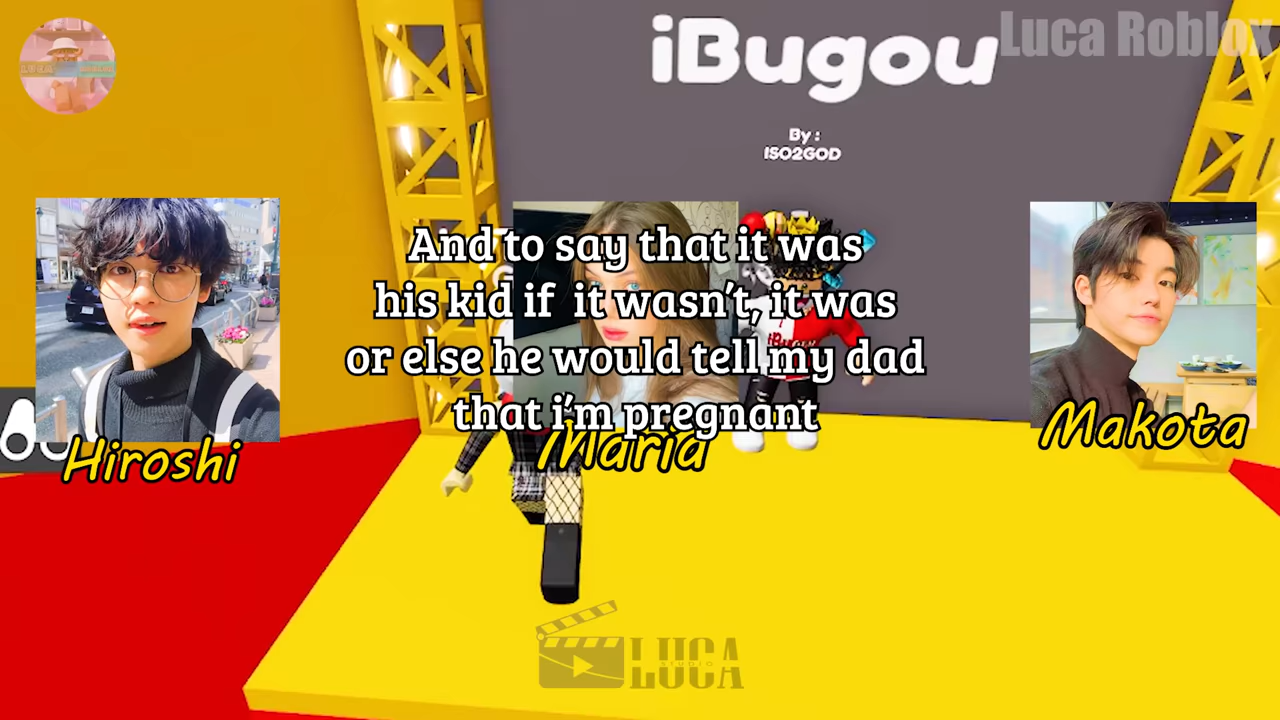 iBugou
Luca Roblox
By :
ISO2GOD
And to say that it was
his kid if it wasn't, it was
or else he would tell my dad
that i'm pregnant
Hiroshi
Maria
Makota
LUCA
STUDIO